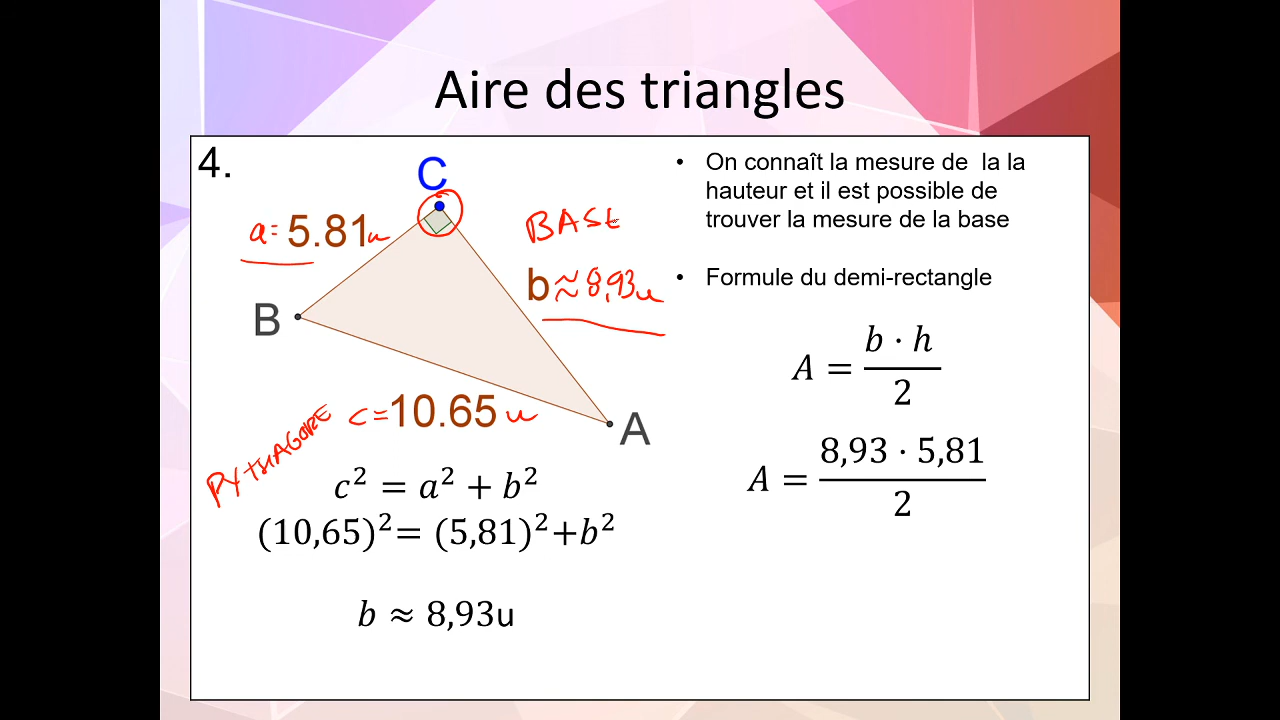 Aire des triangles
4.
C
a= 5.81u
BASE
b≈8,93u
B
c=10.65 u
A
PYTHAGORE
c² = a² + b²
(10,65)²= (5,81)²+b²
b ≈ 8,93u
• On connaît la mesure de  la la
hauteur et il est possible de
trouver la mesure de la base
• Formule du demi-rectangle
A = b · h / 2
A = 8,93 · 5,81 / 2